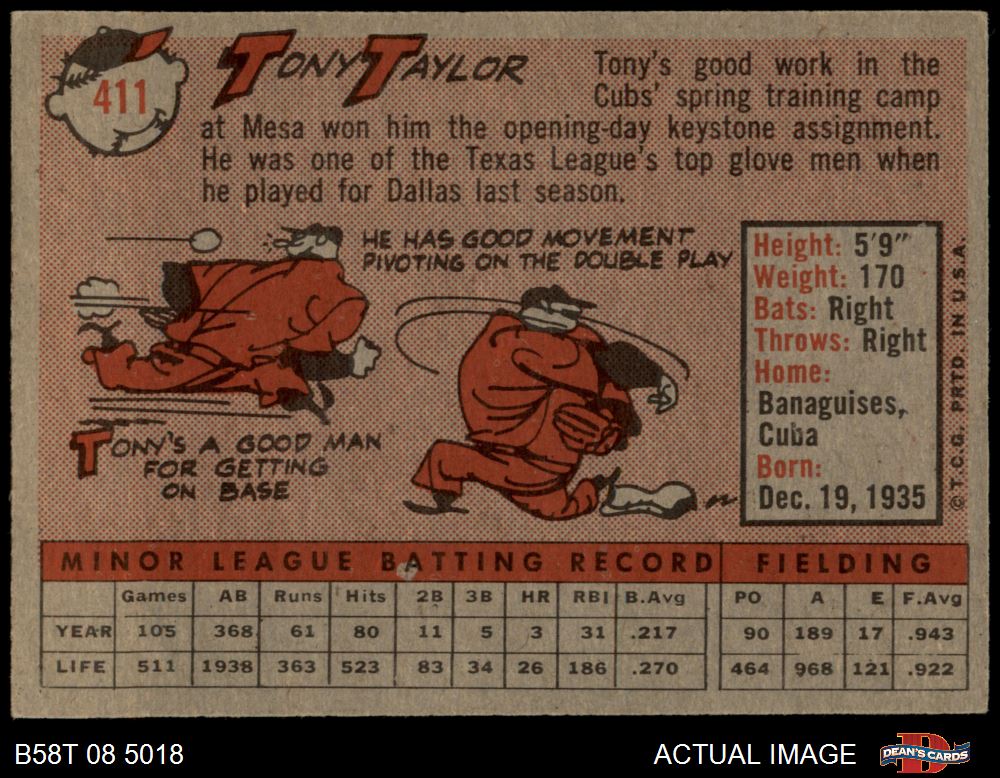 411
TONY TAYLOR
Tony's good work in the
Cubs' spring training camp
at Mesa won him the opening-day keystone assignment.
He was one of the Texas League's top glove men when
he played for Dallas last season.
HE HAS GOOD MOVEMENT
PIVOTING ON THE DOUBLE PLAY
TONY'S A GOOD MAN
FOR GETTING
ON BASE
Height: 5'9"
Weight: 170
Bats: Right
Throws: Right
Home:
Banaguises,
Cuba
Born:
Dec. 19, 1935
© T.C.G. PRTD. IN U.S.A.
MINOR LEAGUE BATTING RECORD FIELDING
Games AB Runs Hits 2B 3B HR RBI B.Avg PO A E F.Avg
YEAR 105 368 61 80 11 5 3 31 .217 90 189 17 .943
LIFE 511 1938 363 523 83 34 26 186 .270 464 968 121 .922
B58T 08 5018 ACTUAL IMAGE DEAN'S CARDS